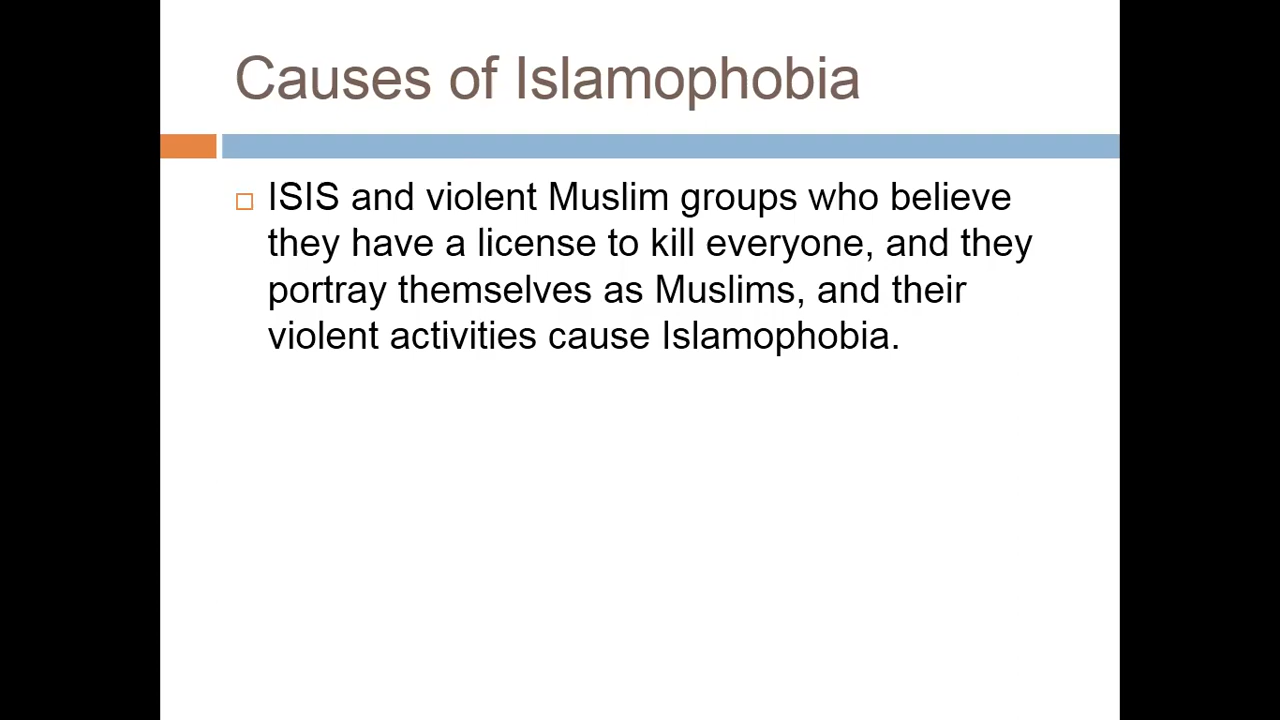 Causes of Islamophobia
ISIS and violent Muslim groups who believe
they have a license to kill everyone, and they
portray themselves as Muslims, and their
violent activities cause Islamophobia.